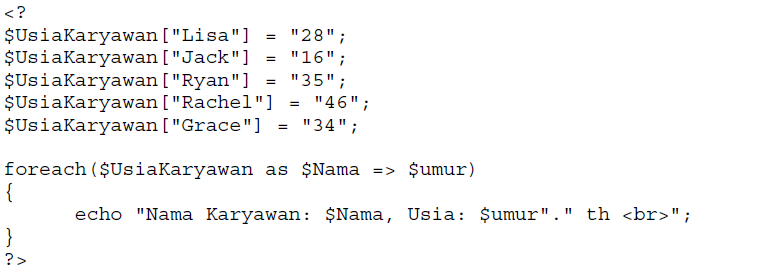 <?
$UsiaKaryawan["Lisa"] = "28";
$UsiaKaryawan["Jack"] = "16";
$UsiaKaryawan["Ryan"] = "35";
$UsiaKaryawan["Rachel"] = "46";
$UsiaKaryawan["Grace"] = "34";

foreach($UsiaKaryawan as $Nama => $umur)
{
      echo "Nama Karyawan: $Nama, Usia: $umur"." th <br>";
}
?>